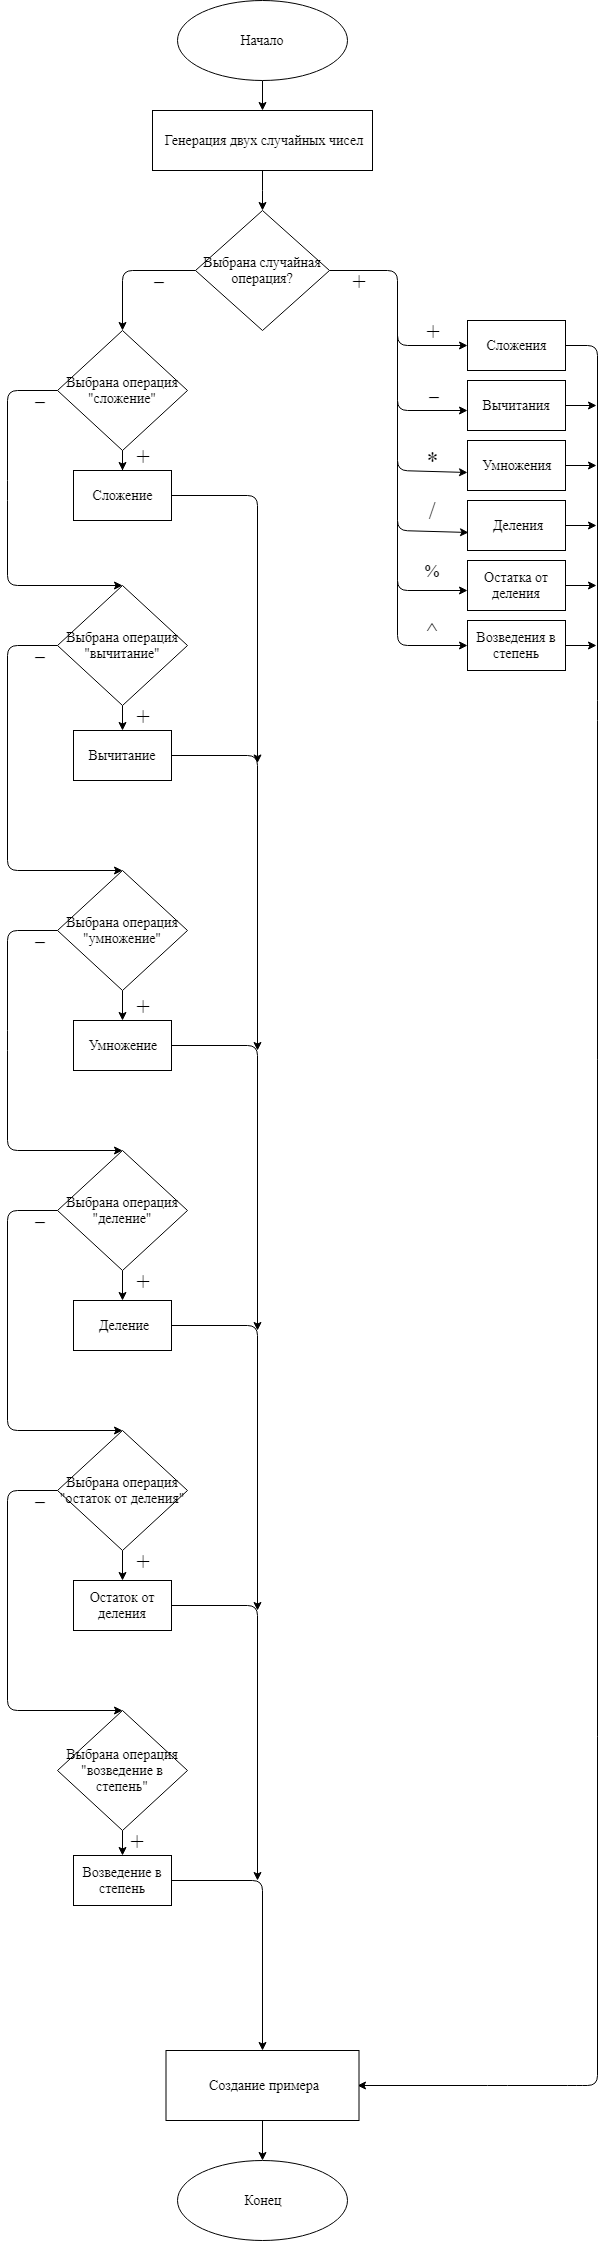 Начало
Генерация двух случайных чисел
Выбрана случайная
операция?
−
+
+
Сложения
−
Вычитания
*
Умножения
/
Деления
%
Остатка от
деления
^
Возведения в
степень
Выбрана операция
"сложение"
−
+
Сложение
Выбрана операция
"вычитание"
−
+
Вычитание
Выбрана операция
"умножение"
−
+
Умножение
Выбрана операция
"деление"
−
+
Деление
Выбрана операция
"остаток от деления"
−
+
Остаток от
деления
Выбрана операция
"возведение в
степень"
+
Возведение в
степень
Создание примера
Конец